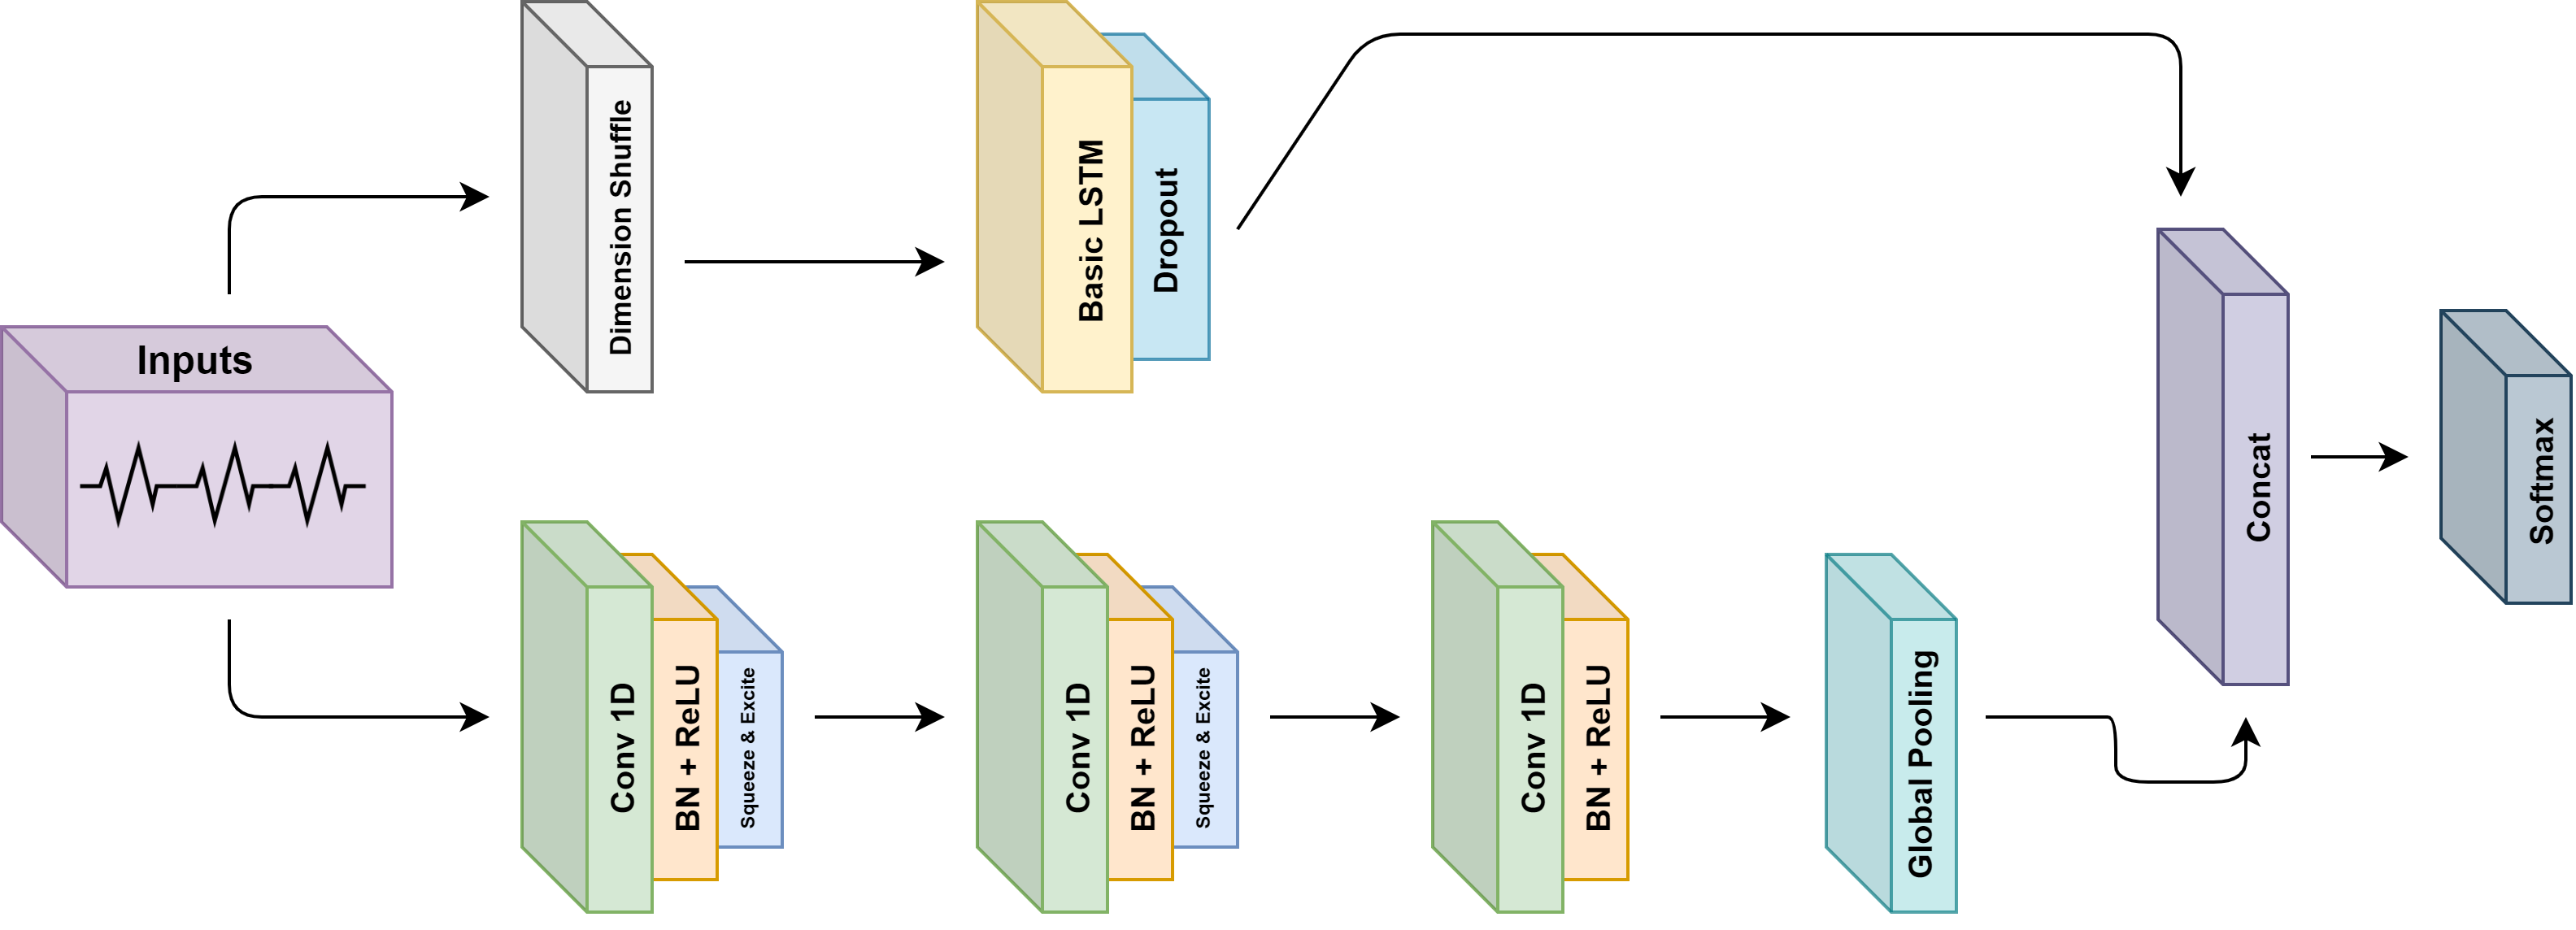 Inputs
Dimension Shuffle
Basic LSTM
Dropout
Conv 1D
BN + ReLU
Squeeze & Excite
Conv 1D
BN + ReLU
Squeeze & Excite
Conv 1D
BN + ReLU
Global Pooling
Concat
Softmax